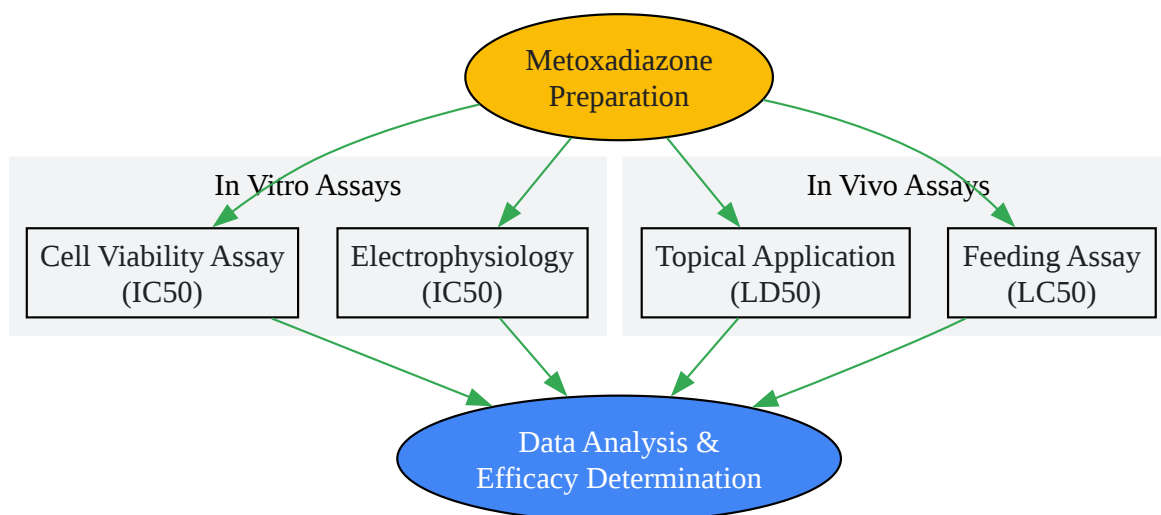 Metoxadiazone
Preparation
In Vitro Assays
In Vivo Assays
Cell Viability Assay
(IC50)
Electrophysiology
(IC50)
Topical Application
(LD50)
Feeding Assay
(LC50)
Data Analysis &
Efficacy Determination